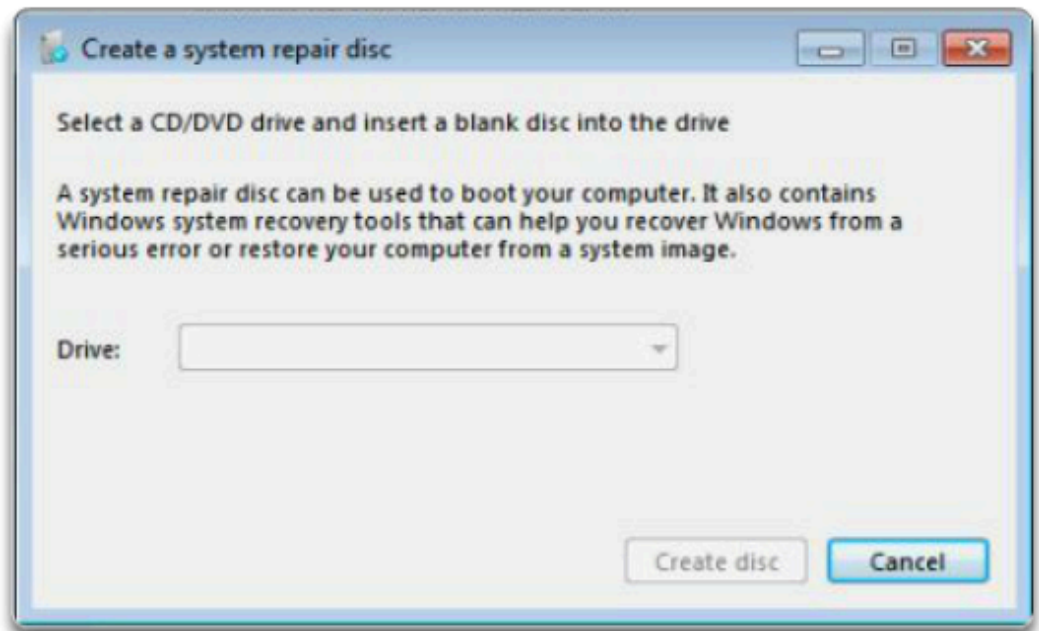 Create a system repair disc
Select a CD/DVD drive and insert a blank disc into the drive
A system repair disc can be used to boot your computer. It also contains
Windows system recovery tools that can help you recover Windows from a
serious error or restore your computer from a system image.
Drive:
Create disc
Cancel